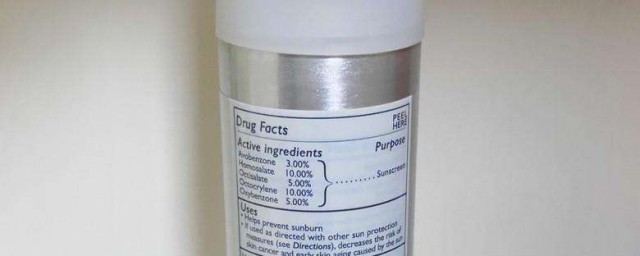 Drug Facts
PEEL HERE
Active ingredients
Purpose
Avobenzone 3.00%
Homosalate 10.00%
Octisalate 5.00%
Octocrylene 10.00%
Oxybenzone 5.00%
.......... Sunscreen
Uses
• Helps prevent sunburn
• If used as directed with other sun protection
measures (see Directions), decreases the risk of
skin cancer and early skin aging caused by the sun